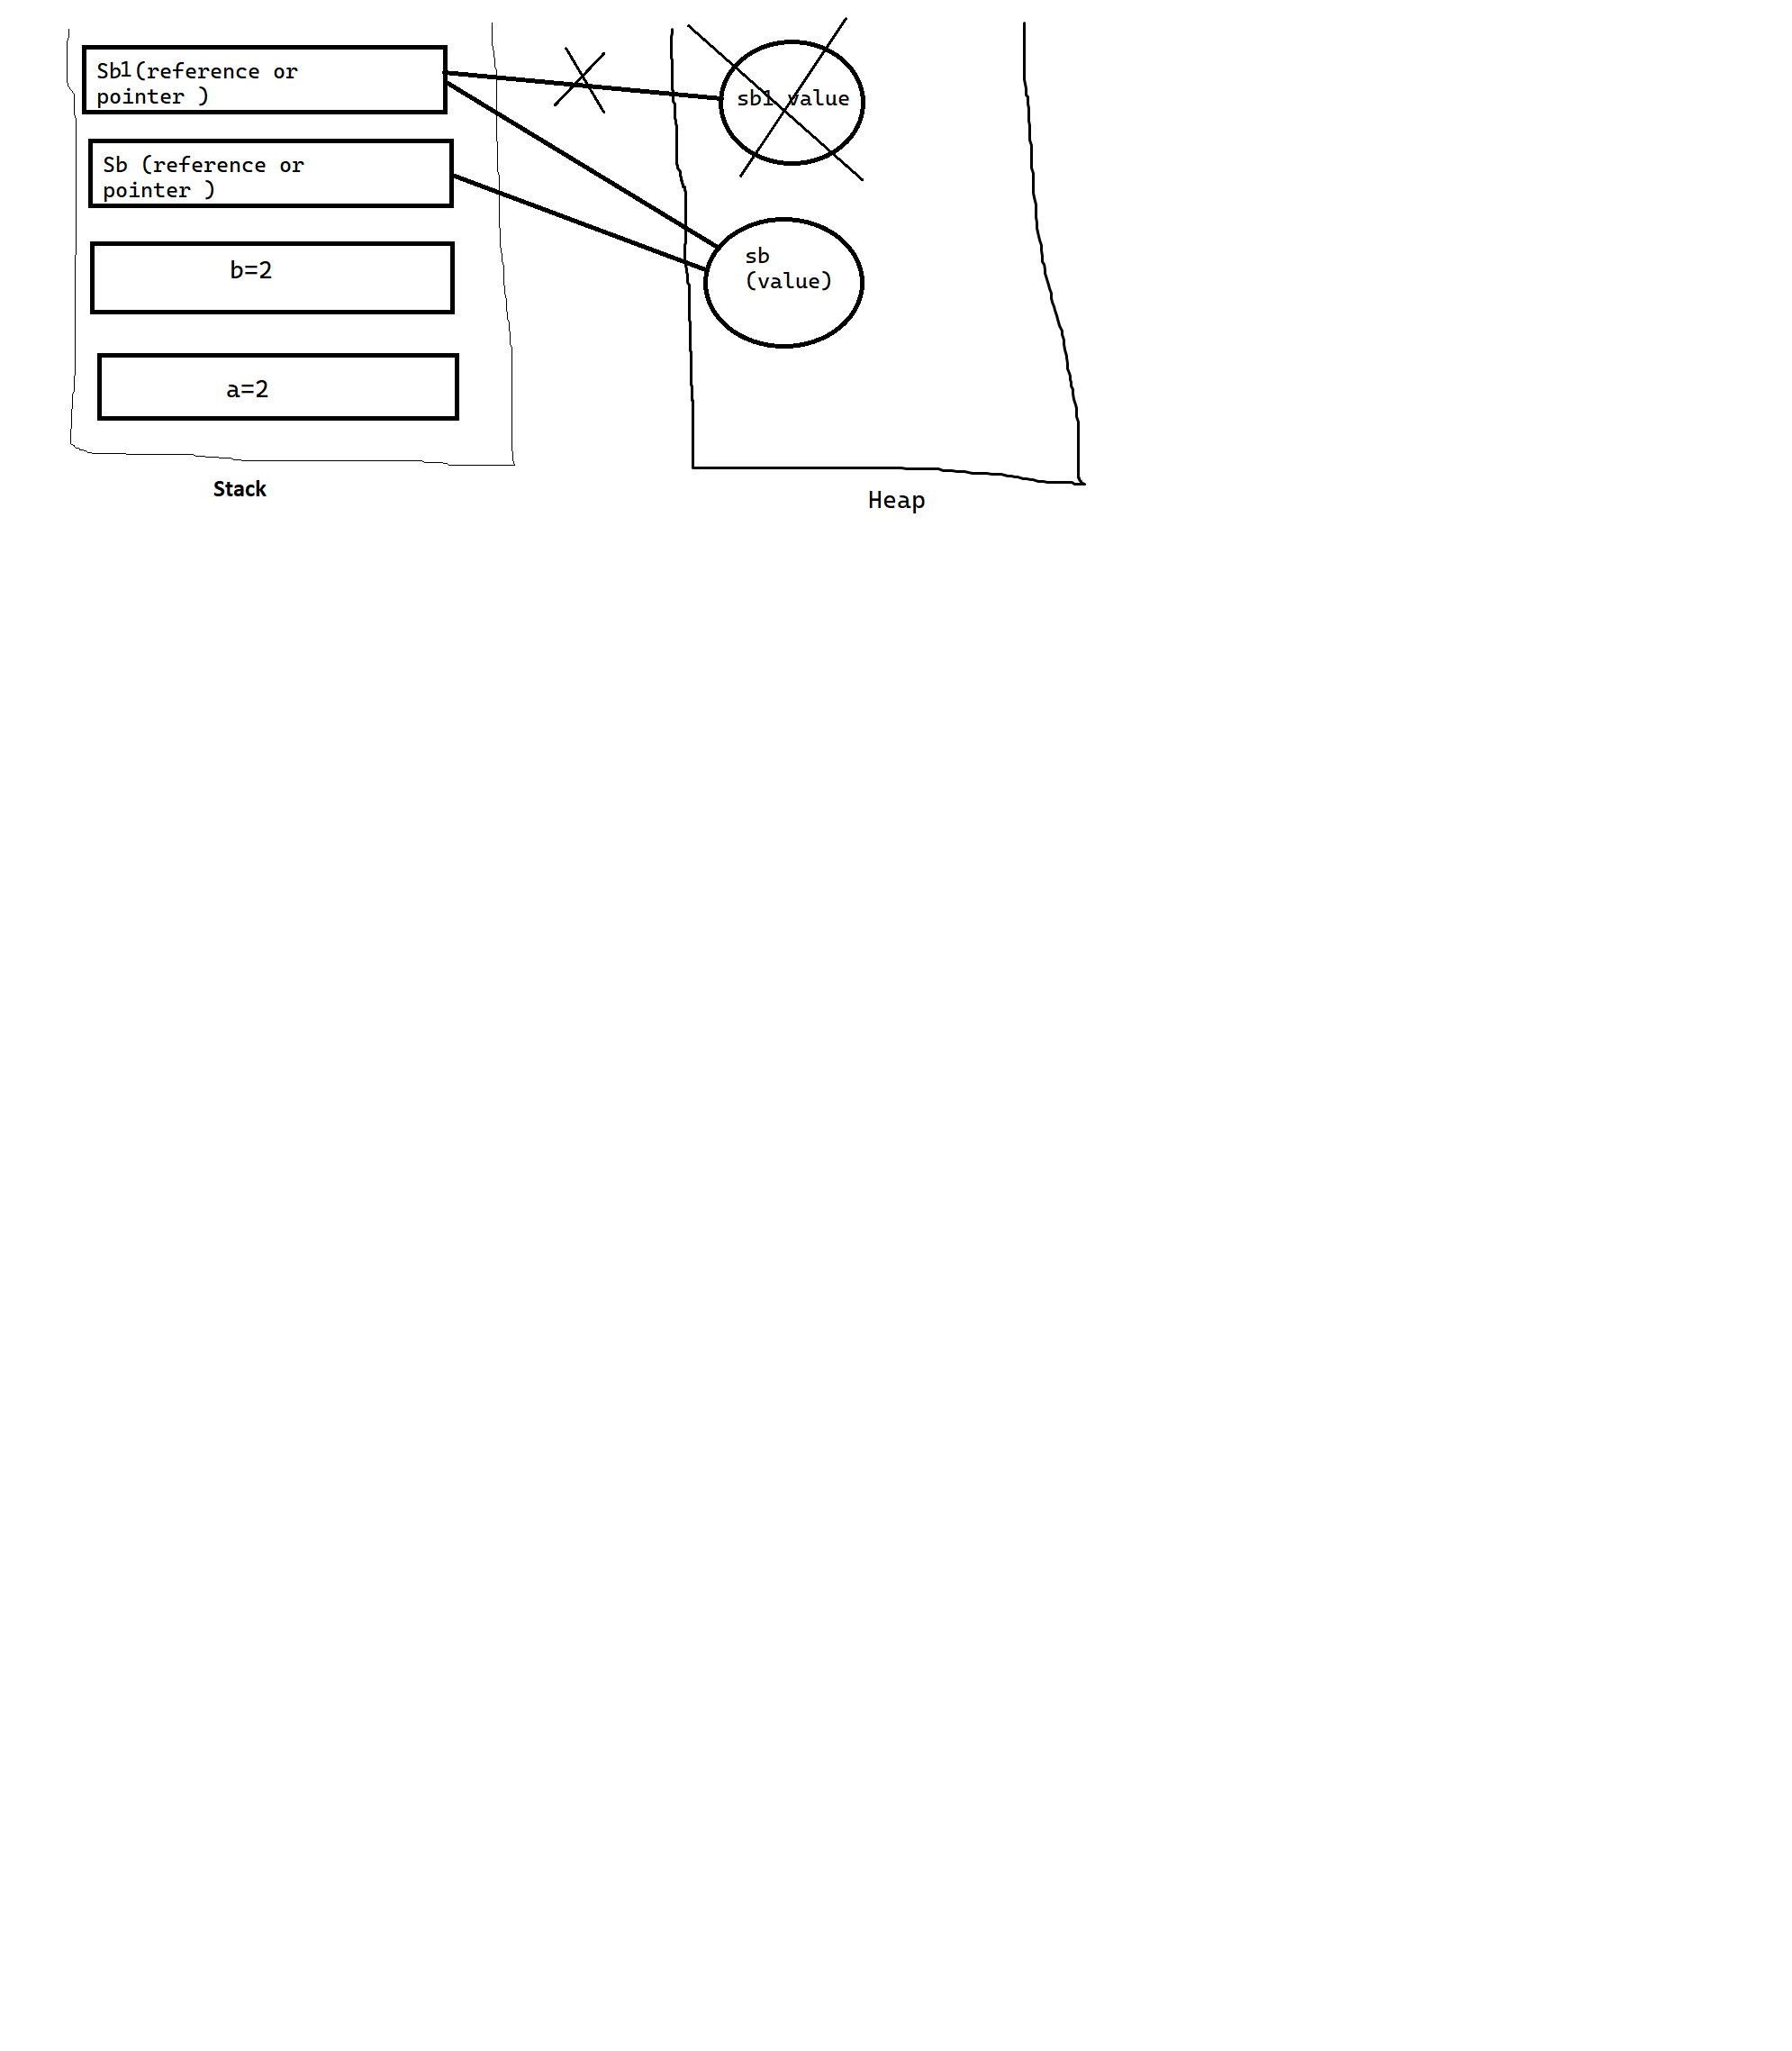 Sb1(reference or
pointer )
sb1 value
Sb (reference or
pointer )
sb
(value)
b=2
a=2
Stack
Heap